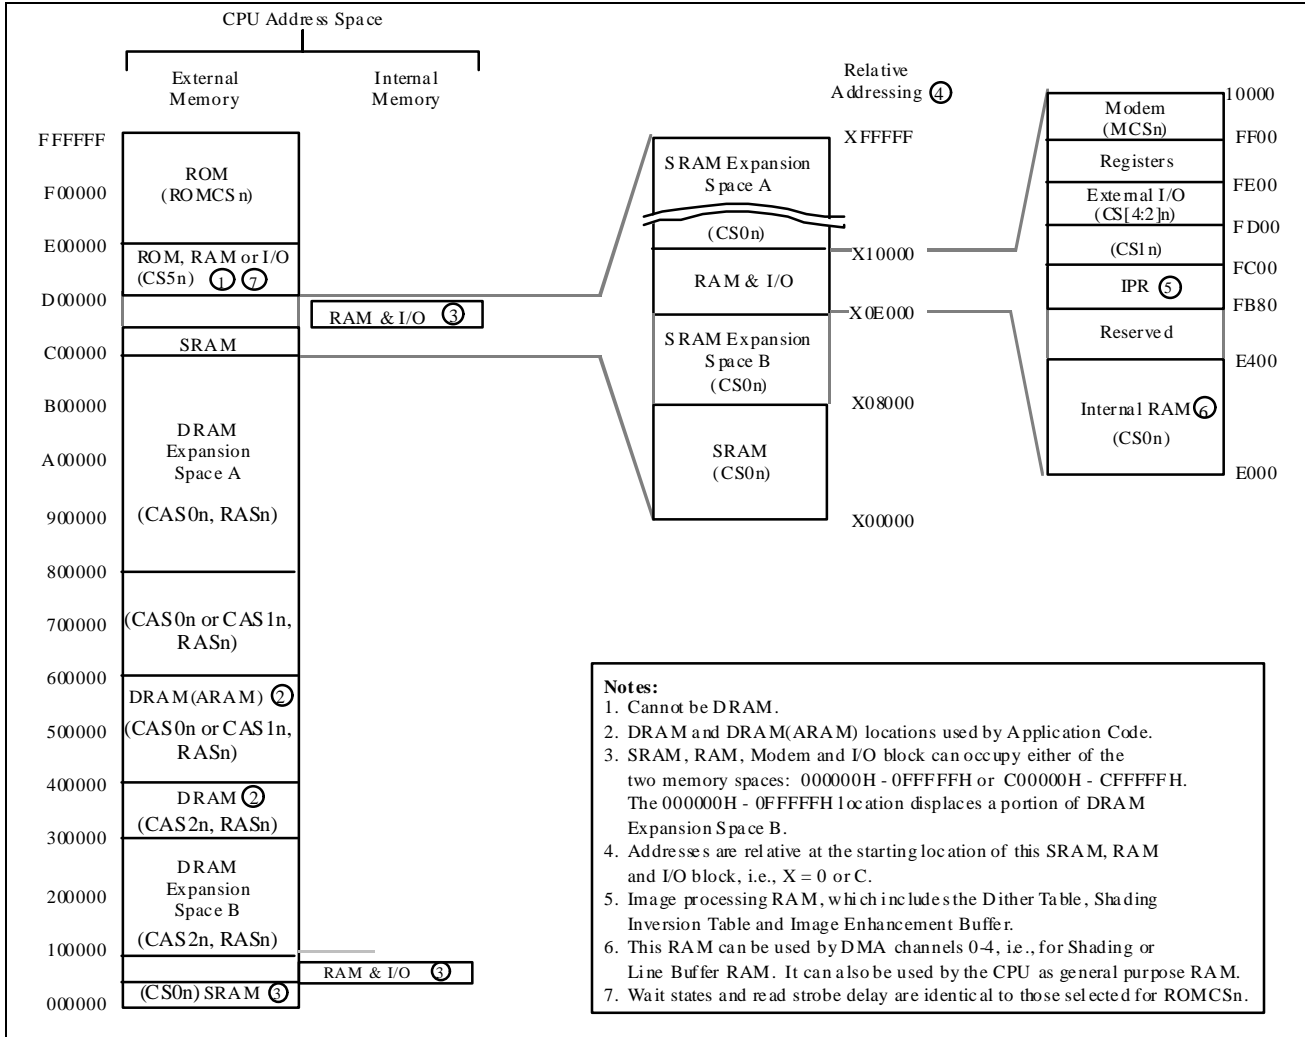 CPU Address Space
External
Memory
Internal
Memory
FFFFFF
F00000
E00000
D00000
C00000
B00000
A00000
900000
800000
700000
600000
500000
400000
300000
200000
100000
000000
ROM
(ROMCSn)
ROM, RAM or I/O
(CS5n) 1 7
RAM & I/O 3
SRAM
DRAM
Expansion
Space A
(CAS0n, RASn)
(CAS0n or CAS1n,
RASn)
DRAM(ARAM) 2
(CAS0n or CAS1n,
RASn)
DRAM 2
(CAS2n, RASn)
DRAM
Expansion
Space B
(CAS2n, RASn)
RAM & I/O 3
(CS0n) SRAM 3
Relative
Addressing 4
SRAM Expansion
Space A
(CS0n)
RAM & I/O
SRAM Expansion
Space B
(CS0n)
SRAM
(CS0n)
XFFFFF
X10000
X0E000
X08000
X00000
Modem
(MCSn)
Registers
External I/O
(CS[4:2]n)
(CS1n)
IPR 5
Reserved
Internal RAM 6
(CS0n)
10000
FF00
FE00
FD00
FC00
FB80
E400
E000
Notes:
1. Cannot be DRAM.
2. DRAM and DRAM(ARAM) locations used by Application Code.
3. SRAM, RAM, Modem and I/O block can occupy either of the
two memory spaces: 000000H - 0FFFFFH or C00000H - CFFFFFH.
The 000000H - 0FFFFFH location displaces a portion of DRAM
Expansion Space B.
4. Addresses are relative at the starting location of this SRAM, RAM
and I/O block, i.e., X = 0 or C.
5. Image processing RAM, which includes the Dither Table, Shading
Inversion Table and Image Enhancement Buffer.
6. This RAM can be used by DMA channels 0-4, i.e., for Shading or
Line Buffer RAM. It can also be used by the CPU as general purpose RAM.
7. Wait states and read strobe delay are identical to those selected for ROMCSn.